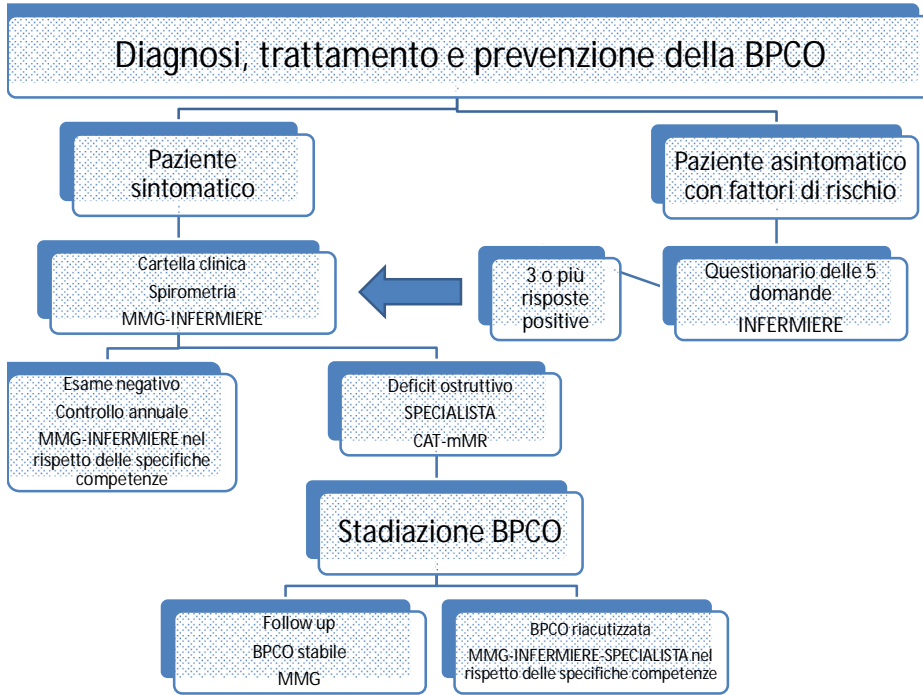 Diagnosi, trattamento e prevenzione della BPCO
Paziente
sintomatico
Paziente asintomatico
con fattori di rischio
Cartella clinica
Spirometria
MMG-INFERMIERE
3 o più
risposte
positive
Questionario delle 5
domande
INFERMIERE
Esame negativo
Controllo annuale
MMG-INFERMIERE nel
rispetto delle specifiche
competenze
Deficit ostruttivo
SPECIALISTA
CAT-mMR
Stadiazione BPCO
Follow up
BPCO stabile
MMG
BPCO riacutizzata
MMG-INFERMIERE-SPECIALISTA nel
rispetto delle specifiche competenze